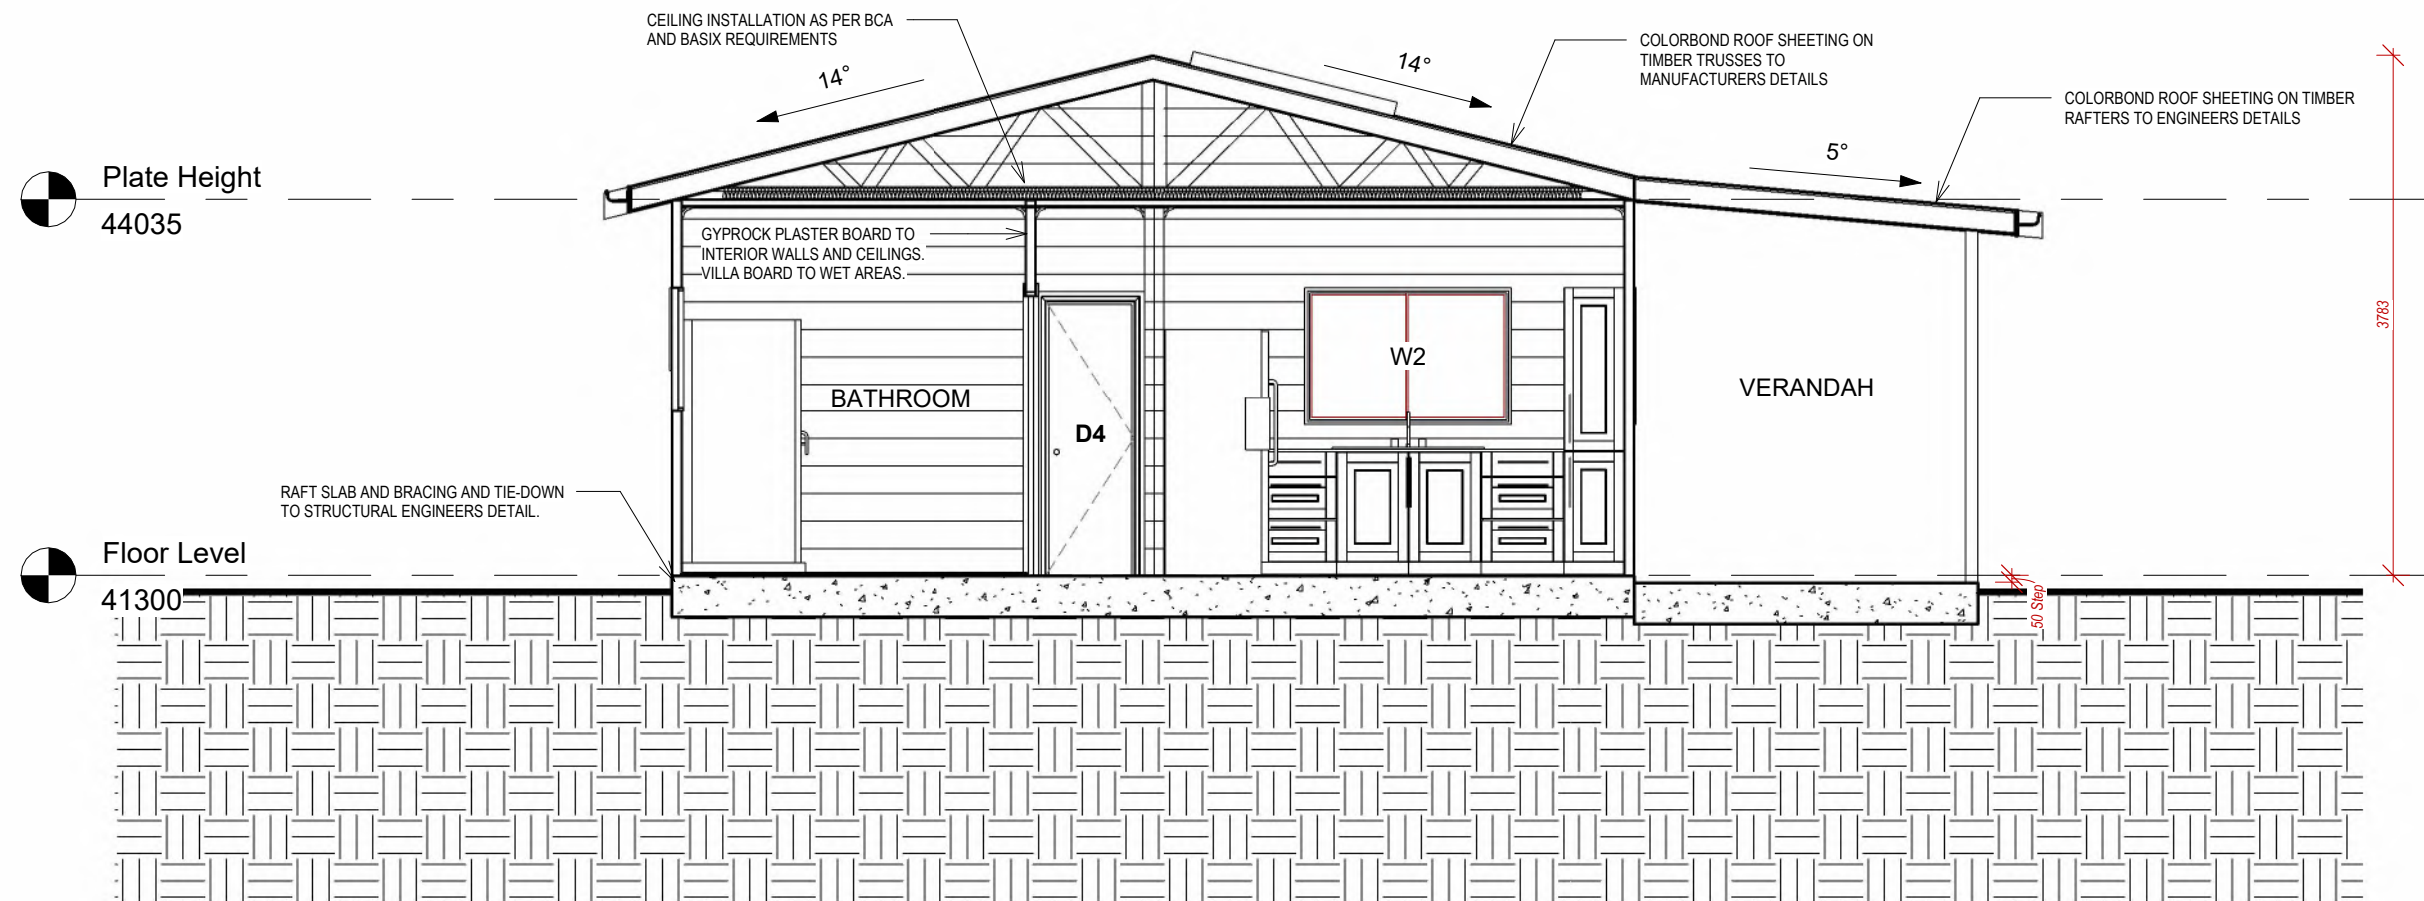 CEILING INSTALLATION AS PER BCA
AND BASIX REQUIREMENTS
14°
14°
COLORBOND ROOF SHEETING ON
TIMBER TRUSSES TO
MANUFACTURERS DETAILS
COLORBOND ROOF SHEETING ON TIMBER
RAFTERS TO ENGINEERS DETAILS
5°
Plate Height
44035
GYPROCK PLASTER BOARD TO
INTERIOR WALLS AND CEILINGS.
VILLA BOARD TO WET AREAS.
3783
W2
BATHROOM
VERANDAH
D4
RAFT SLAB AND BRACING AND TIE-DOWN
TO STRUCTURAL ENGINEERS DETAIL.
Floor Level
41300
50 Step